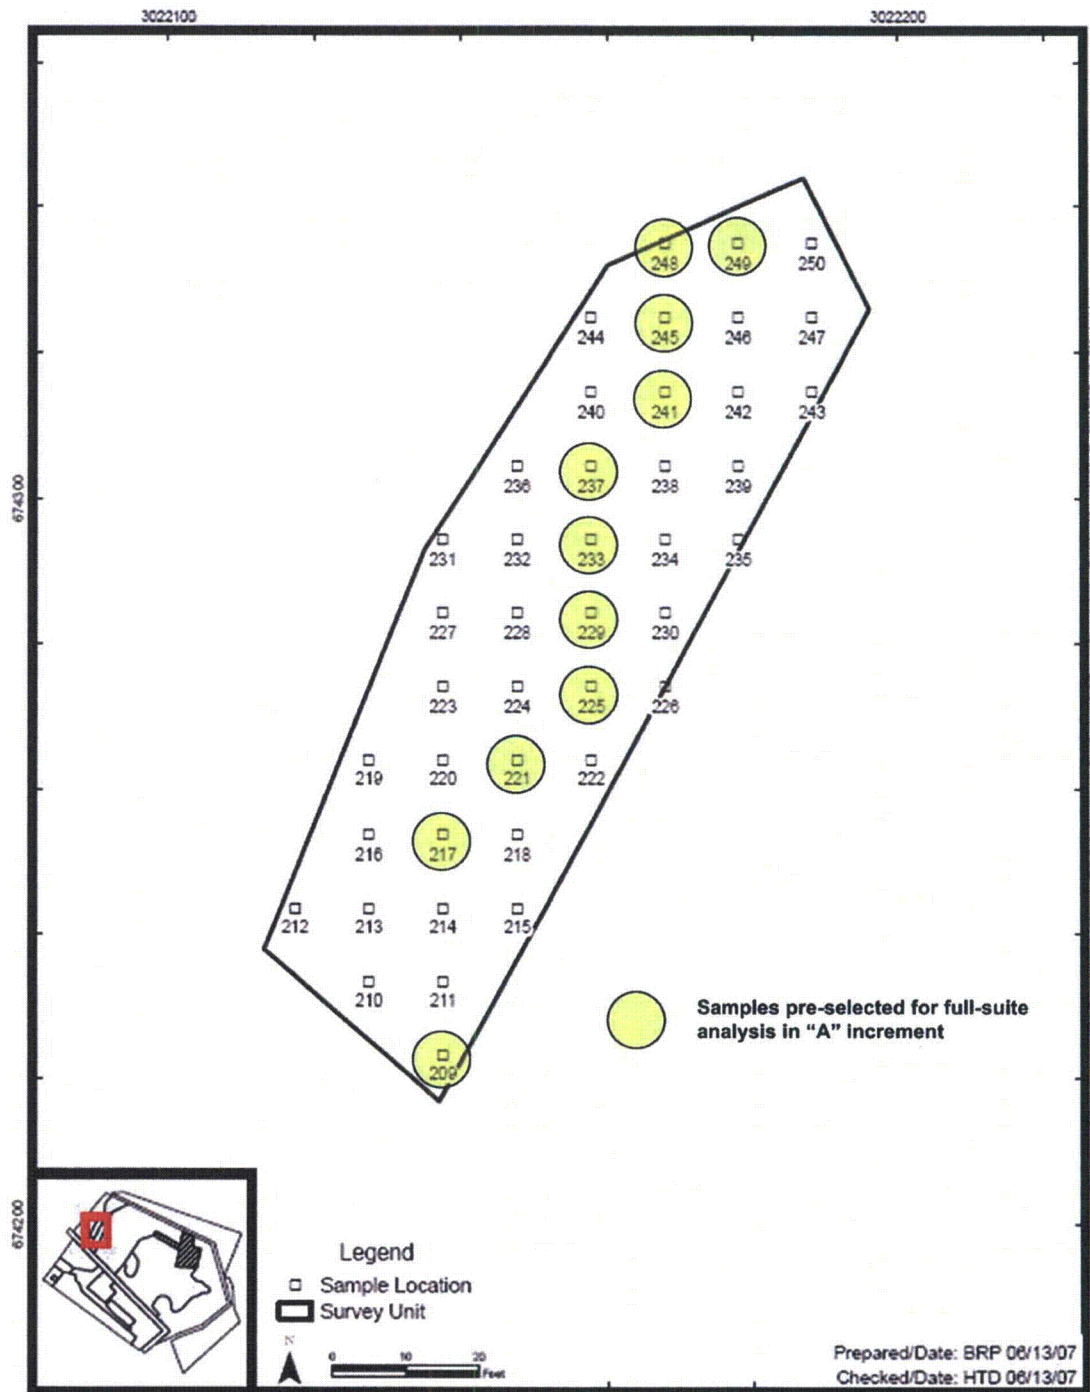 3022100 3022200
248 249 250
244 245 246 247
240 241 242 243
236 237 238 239
674300
231 232 233 234 235
227 228 229 230
223 224 225 226
219 220 221 222
216 217 218
212 213 214 215
210 211
Samples pre-selected for full-suite
analysis in “A” increment
209
674200
Legend
Sample Location
Survey Unit
N
0 10 20
Feet
Prepared/Date: BRP 06/13/07
Checked/Date: HTD 06/13/07